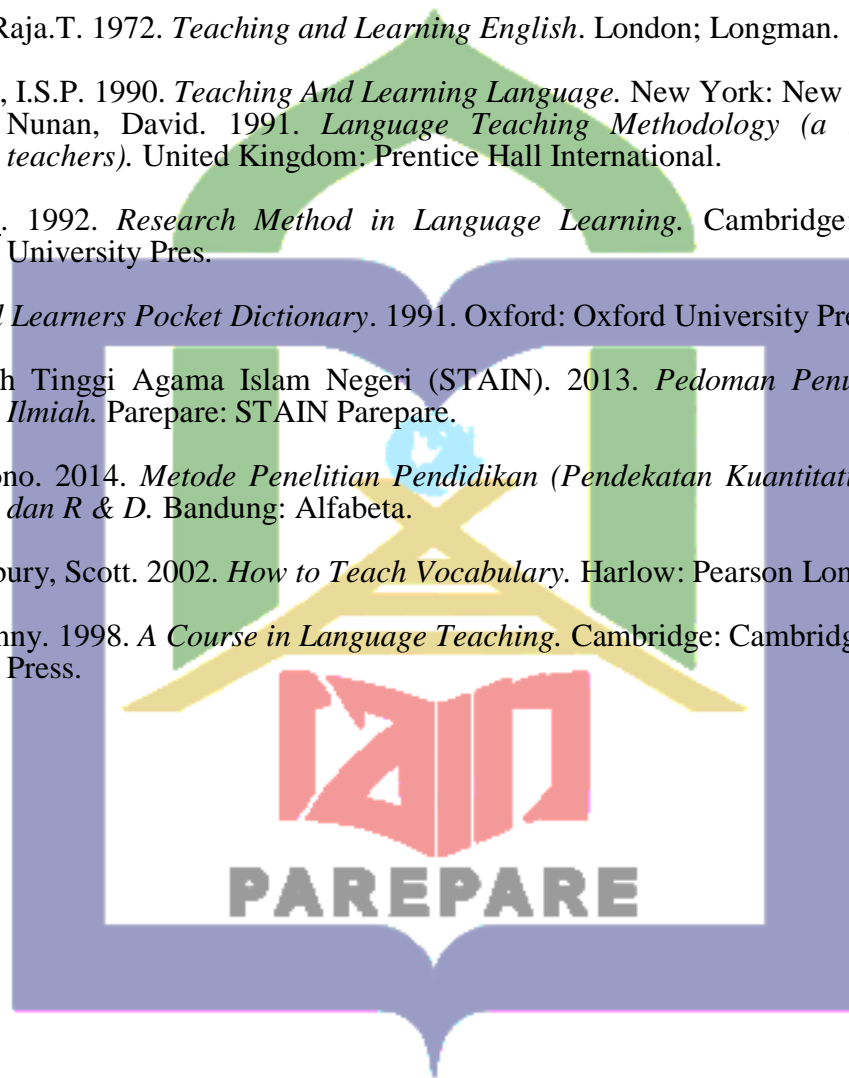 Raja.T. 1972. Teaching and Learning English. London; Longman.
, I.S.P. 1990. Teaching And Learning Language. New York: New
Nunan, David. 1991. Language Teaching Methodology (a
teachers). United Kingdom: Prentice Hall International.
. 1992. Research Method in Language Learning. Cambridge:
University Pres.
Learners Pocket Dictionary. 1991. Oxford: Oxford University Pre
h Tinggi Agama Islam Negeri (STAIN). 2013. Pedoman Penu
Ilmiah. Parepare: STAIN Parepare.
ono. 2014. Metode Penelitian Pendidikan (Pendekatan Kuantitati
dan R & D. Bandung: Alfabeta.
bury, Scott. 2002. How to Teach Vocabulary. Harlow: Pearson Lon
nny. 1998. A Course in Language Teaching. Cambridge: Cambridg
Press.
iain
PAREPARE